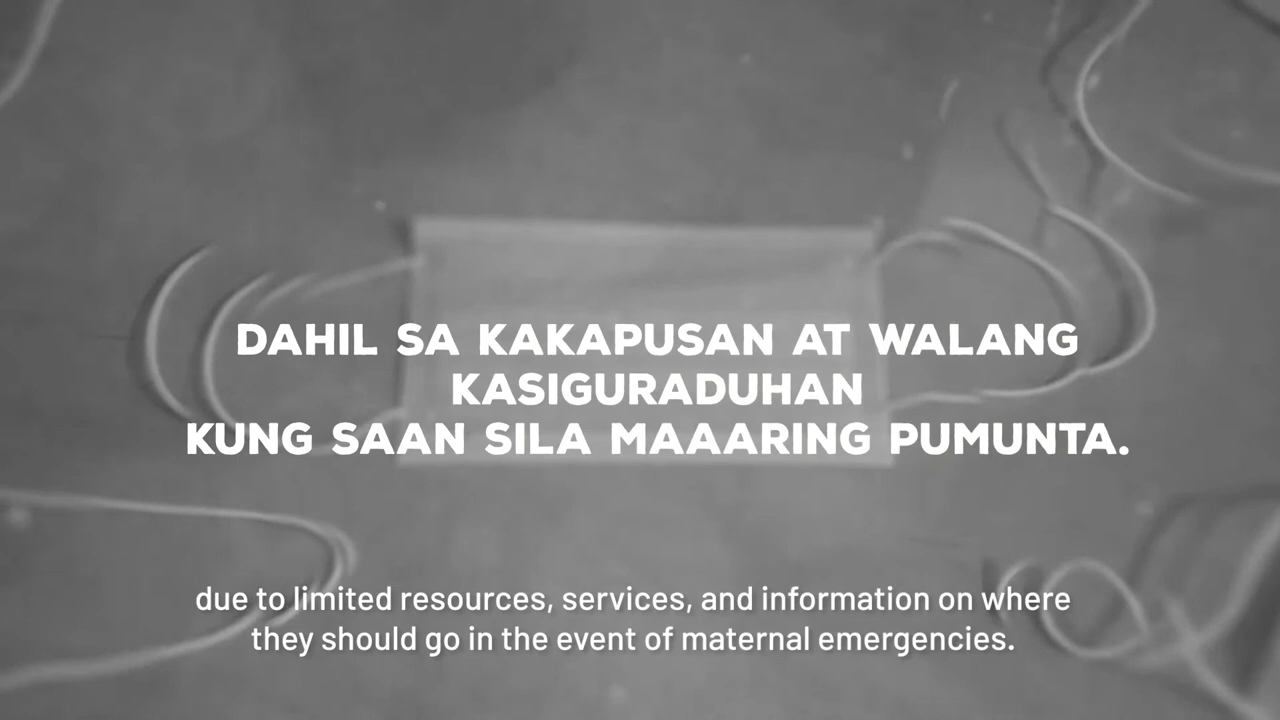 DAHIL SA KAKAPUSAN AT WALANG
KASIGURADUHAN
KUNG SAAN SILA MAAARING PUMUNTA.
due to limited resources, services, and information on where
they should go in the event of maternal emergencies.